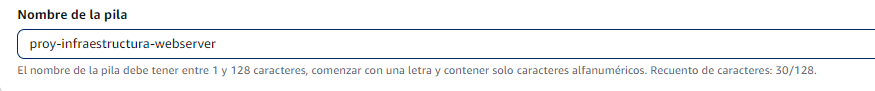 Nombre de la pila
proy-infraestructura-webserver
El nombre de la pila debe tener entre 1 y 128 caracteres, comenzar con una letra y contener solo caracteres alfanuméricos. Recuento de caracteres: 30/128.